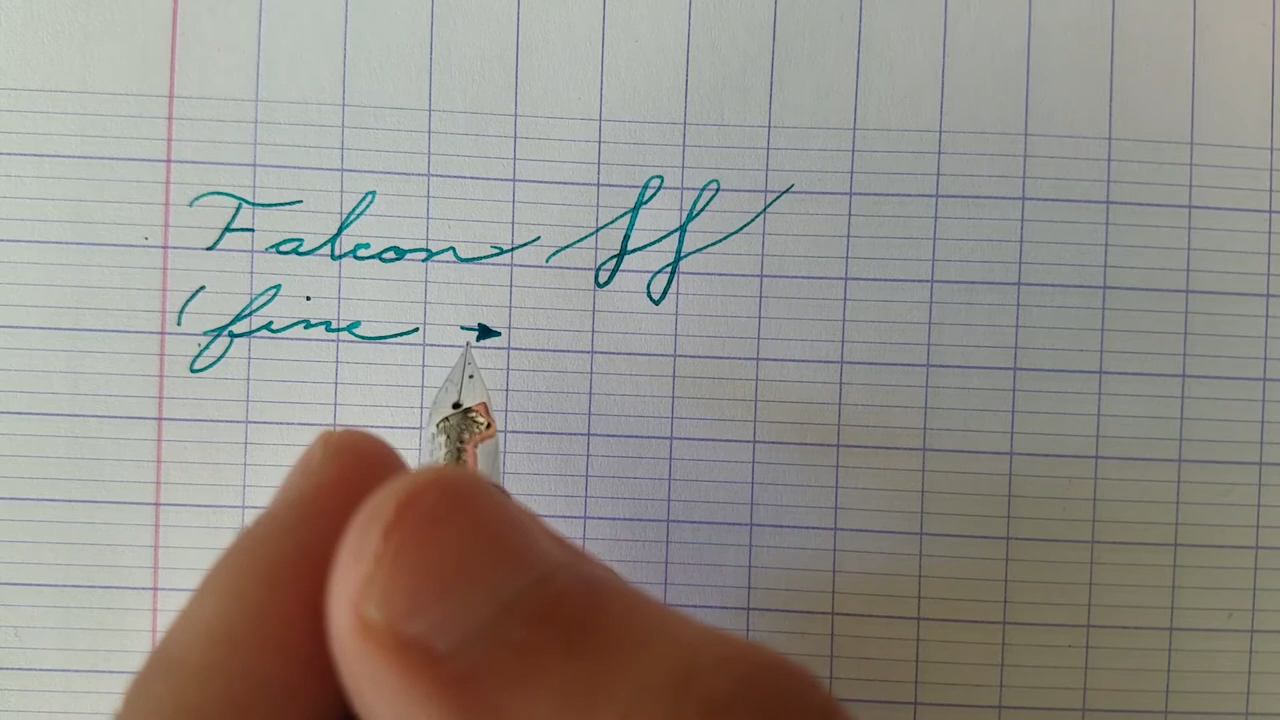 Falcon SF
(fine →